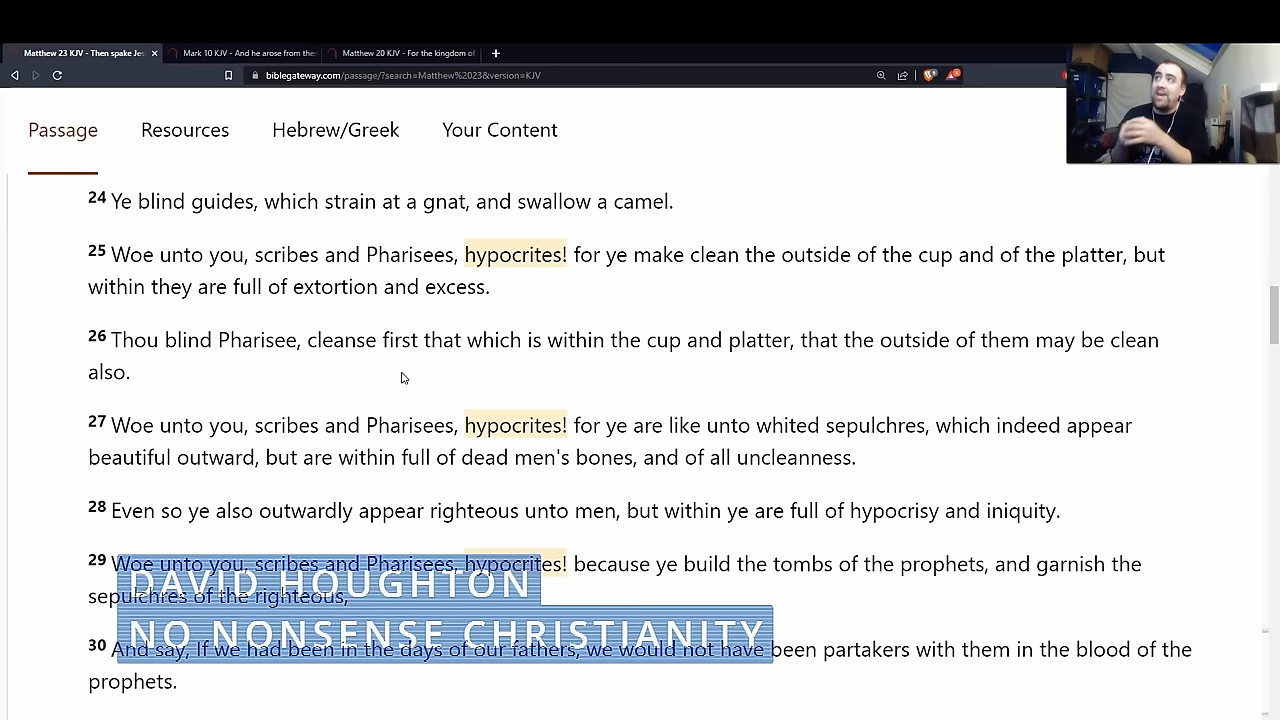 Matthew 23 KJV - Then spake Jes
Mark 10 KJV - And he arose from then
Matthew 20 KJV - For the kingdom of
biblegateway.com/passage/?search=Matthew%2023&version=KJV
Passage Resources Hebrew/Greek Your Content
24 Ye blind guides, which strain at a gnat, and swallow a camel.
25 Woe unto you, scribes and Pharisees, hypocrites! for ye make clean the outside of the cup and of the platter, but
within they are full of extortion and excess.
26 Thou blind Pharisee, cleanse first that which is within the cup and platter, that the outside of them may be clean
also.
27 Woe unto you, scribes and Pharisees, hypocrites! for ye are like unto whited sepulchres, which indeed appear
beautiful outward, but are within full of dead men's bones, and of all uncleanness.
28 Even so ye also outwardly appear righteous unto men, but within ye are full of hypocrisy and iniquity.
29 Woe unto you, scribes and Pharisees, hypocrites! because ye build the tombs of the prophets, and garnish the
sepulchres of the righteous,
DAVID HOUGHTON
NO NONSENSE CHRISTIANITY
30 And say, If we had been in the days of our fathers, we would not have been partakers with them in the blood of the
prophets.